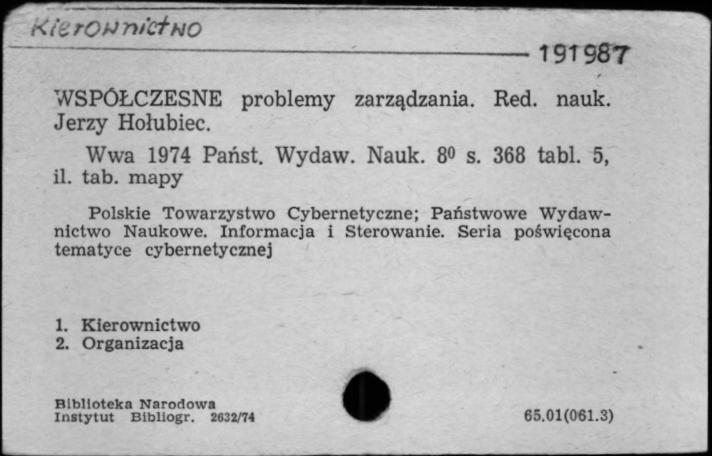 Kierownictwo
191987
WSPÓŁCZESNE problemy zarządzania. Red. nauk.
Jerzy Hołubiec.
Wwa 1974 Państ. Wydaw. Nauk. 8⁰ s. 368 tabl. 5,
il. tab. mapy
Polskie Towarzystwo Cybernetyczne; Państwowe Wydaw-
nictwo Naukowe. Informacja i Sterowanie. Seria poświęcona
tematyce cybernetycznej
1. Kierownictwo
2. Organizacja
Biblioteka Narodowa
Instytut Bibliogr. 2632/74
65.01(061.3)